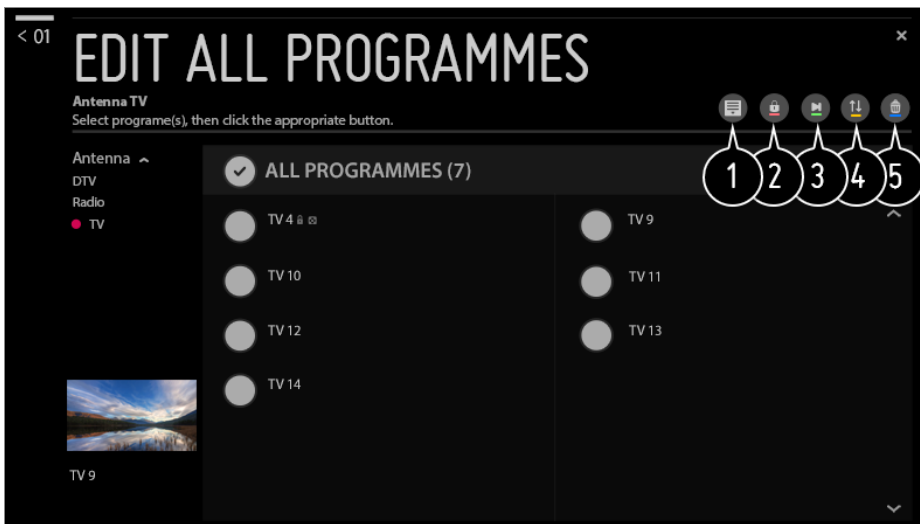 < 01
EDIT ALL PROGRAMMES
×
Antenna TV
Select programe(s), then click the appropriate button.
1 2 3 4 5
Antenna
DTV
Radio
TV
ALL PROGRAMMES (7)
TV 4
TV 9
TV 10
TV 11
TV 12
TV 13
TV 14
TV 9